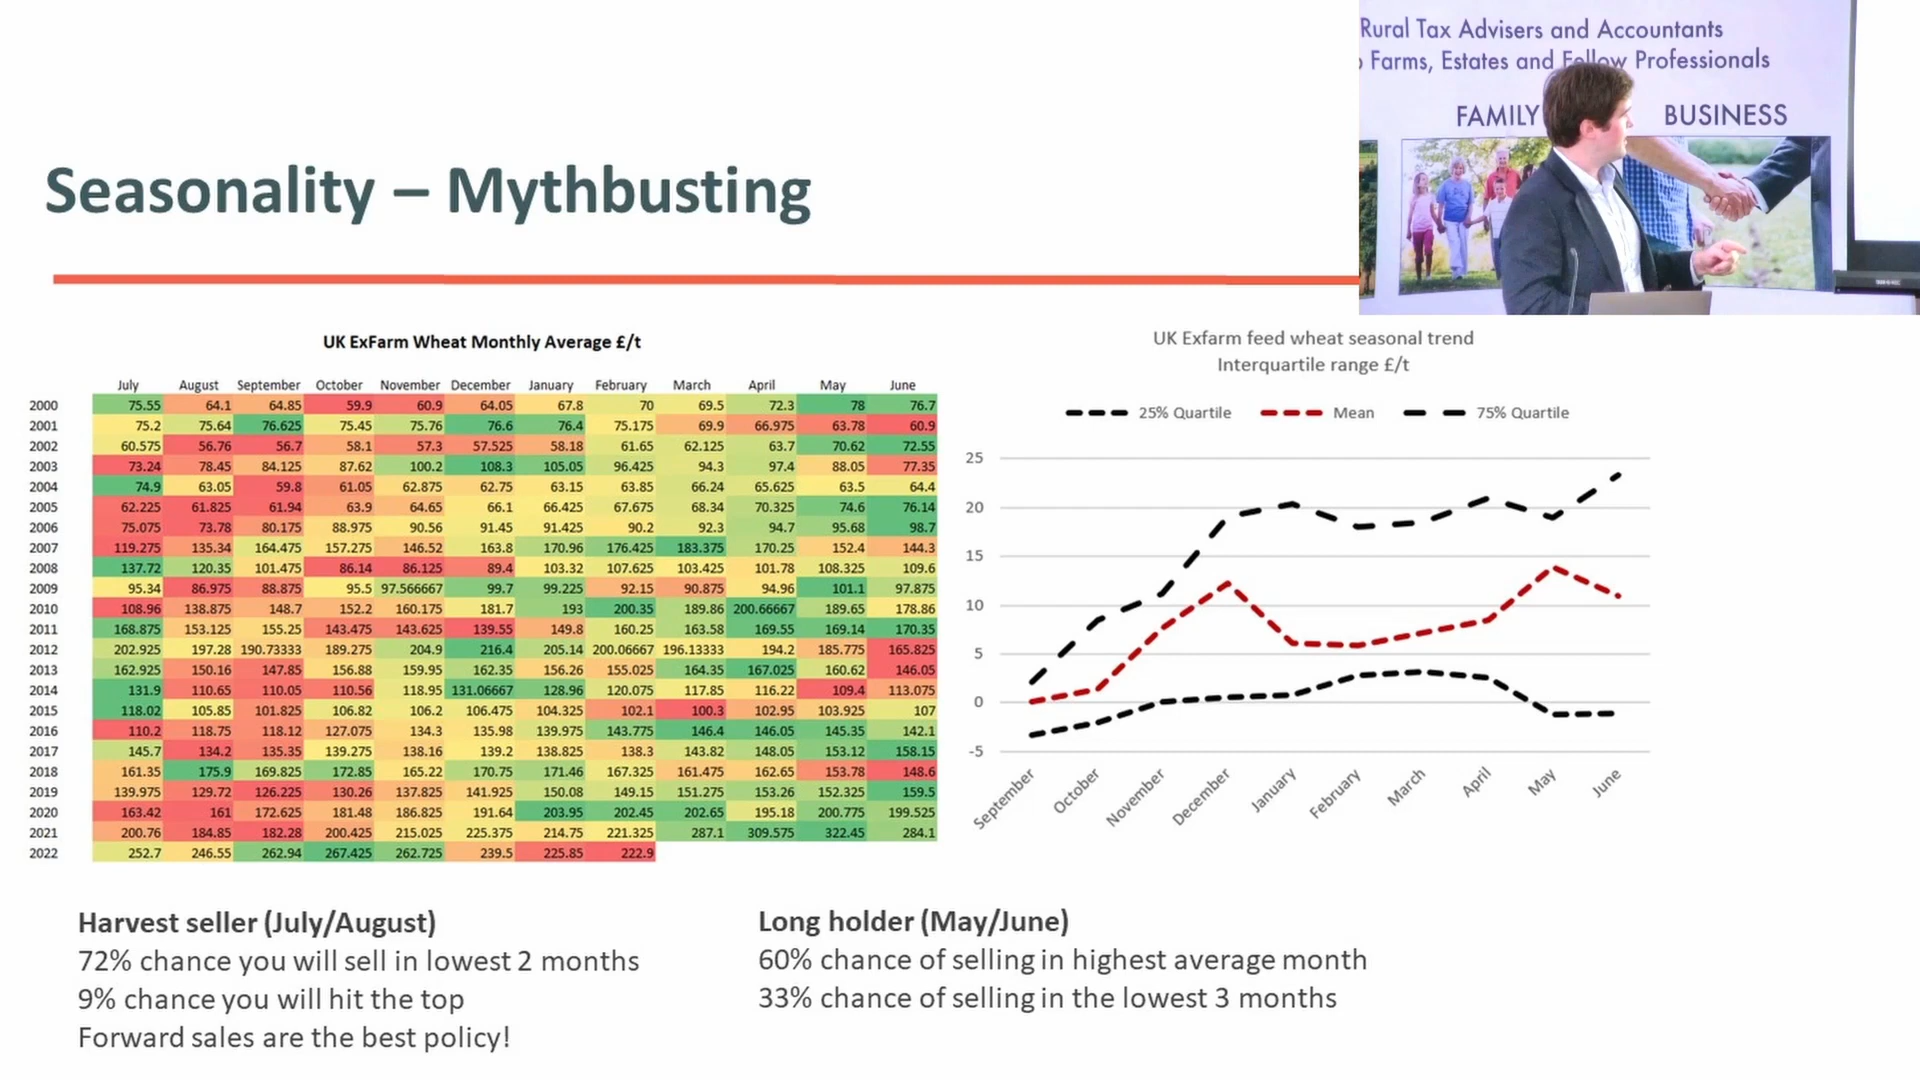 Rural Tax Advisers and Accountants
Farms, Estates and Fellow Professionals
FAMILY BUSINESS
Seasonality – Mythbusting
UK ExFarm Wheat Monthly Average £/t
July August September October November December January February March April May June
2000 75.55 64.1 64.85 59.9 60.9 64.05 67.8 70 69.5 72.3 78 76.7
2001 75.2 75.64 76.625 75.45 75.76 76.6 76.4 75.175 69.9 66.975 63.78 60.9
2002 60.575 56.76 56.7 58.1 57.3 57.525 58.18 61.65 62.125 63.7 70.62 72.55
2003 73.24 78.45 84.125 87.62 100.2 108.3 105.05 96.425 94.3 97.4 88.05 77.35
2004 74.9 63.05 59.8 61.05 62.875 62.75 63.15 63.85 66.24 65.625 63.5 64.4
2005 62.225 61.825 61.94 63.9 64.65 66.1 66.425 67.675 68.34 70.325 74.6 76.14
2006 75.075 73.78 80.175 88.975 90.56 91.45 91.425 90.2 92.3 94.7 95.68 98.7
2007 119.275 135.34 164.475 157.275 146.52 163.8 170.96 176.425 183.375 170.25 152.4 144.3
2008 137.72 120.35 101.475 86.14 86.125 89.4 103.32 107.625 103.425 101.78 108.325 109.6
2009 95.34 86.975 88.875 95.5 97.566667 99.7 99.225 92.15 90.875 94.96 101.1 97.875
2010 108.96 138.875 148.7 152.2 160.175 181.7 193 200.35 189.86 200.66667 189.65 178.86
2011 168.875 153.125 155.25 143.475 143.625 139.55 149.8 160.25 163.58 169.55 169.14 170.35
2012 202.925 197.28 190.73333 189.275 204.9 216.4 205.14 200.06667 196.13333 194.2 185.775 165.825
2013 162.925 150.16 147.85 156.88 159.95 162.35 156.26 155.025 164.35 167.025 160.62 146.05
2014 131.9 110.65 110.05 110.56 118.95 131.06667 128.96 120.075 117.85 116.22 109.4 113.075
2015 118.02 105.85 101.825 106.82 106.2 106.475 104.325 102.1 100.3 102.95 103.925 107
2016 110.2 118.75 118.12 127.075 134.3 135.98 139.975 143.775 146.4 146.05 145.35 142.1
2017 145.7 134.2 135.35 139.275 138.16 139.2 138.825 138.3 143.82 148.05 153.12 158.15
2018 161.35 175.9 169.825 172.85 165.22 170.75 171.46 167.325 161.475 162.65 153.78 148.6
2019 139.975 129.72 126.225 130.26 137.825 141.925 150.08 149.15 151.275 153.26 152.325 159.5
2020 163.42 161 172.625 181.48 186.825 191.64 203.95 202.45 202.65 195.18 200.775 199.525
2021 200.76 184.85 182.28 200.425 215.025 225.375 214.75 221.325 287.1 309.575 322.45 284.1
2022 252.7 246.55 262.94 267.425 262.725 239.5 225.85 222.9
UK Exfarm feed wheat seasonal trend
Interquartile range £/t
25% Quartile Mean 75% Quartile
25
20
15
10
5
0
-5
September October November December January February March April May June
Harvest seller (July/August)
72% chance you will sell in lowest 2 months
9% chance you will hit the top
Forward sales are the best policy!
Long holder (May/June)
60% chance of selling in highest average month
33% chance of selling in the lowest 3 months